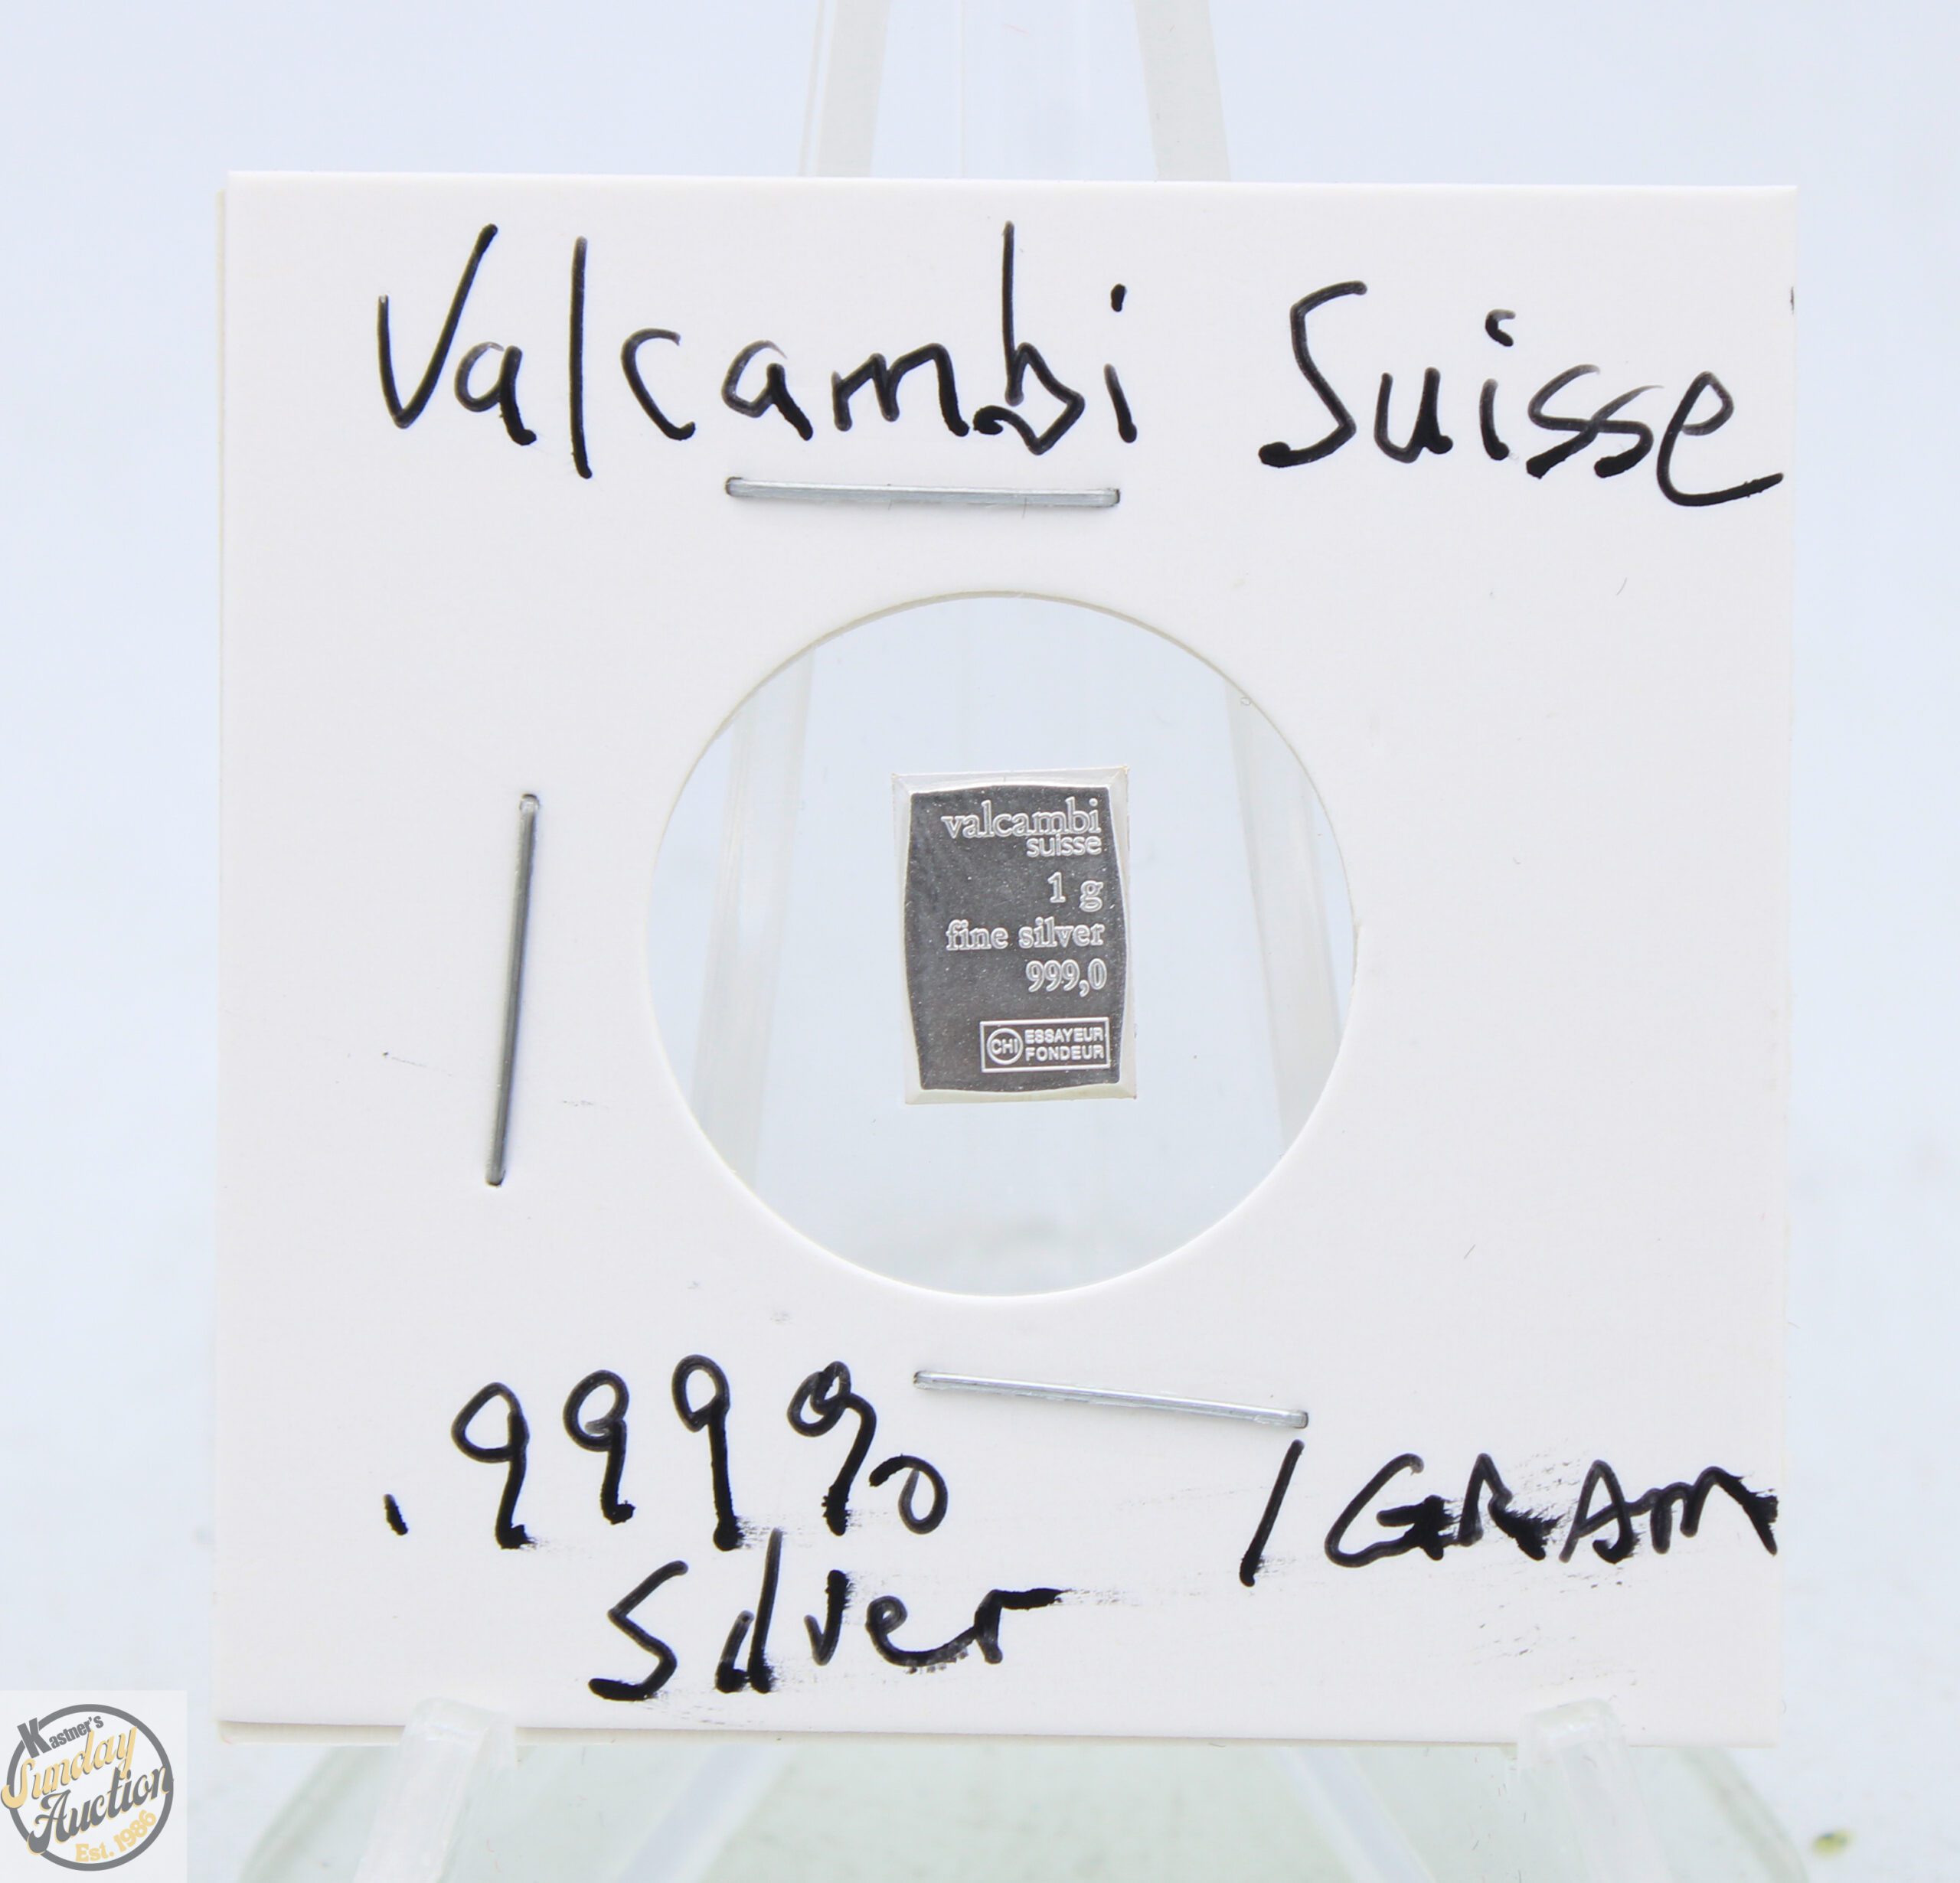 Valcambi Suisse
valcambi
suisse
1 g
fine silver
999,0
CHI ESSAYEUR
FONDEUR
.999%
1 GRAM
Silver
Kastner's
Sunday
Auction
Est. 1986